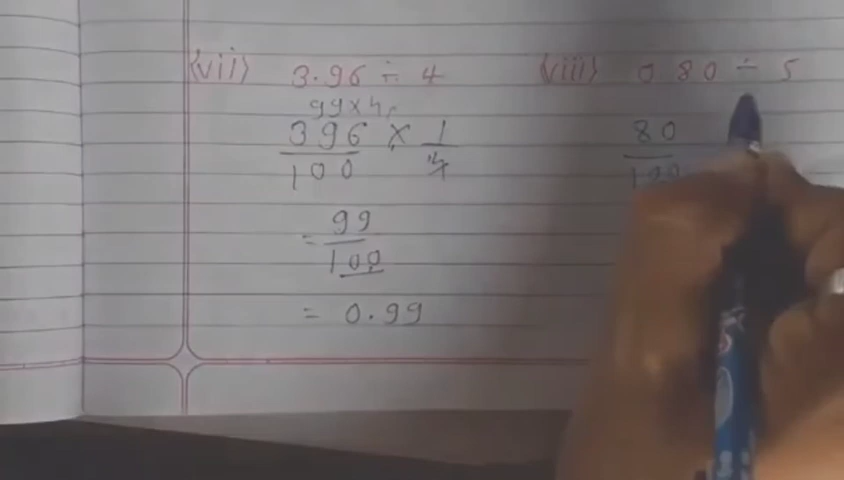 (vii) 3.96 ÷ 4
99 × 4
396 × 1
100 4
= 99
100
= 0.99
(viii) 0 80 ÷ 5
80
100